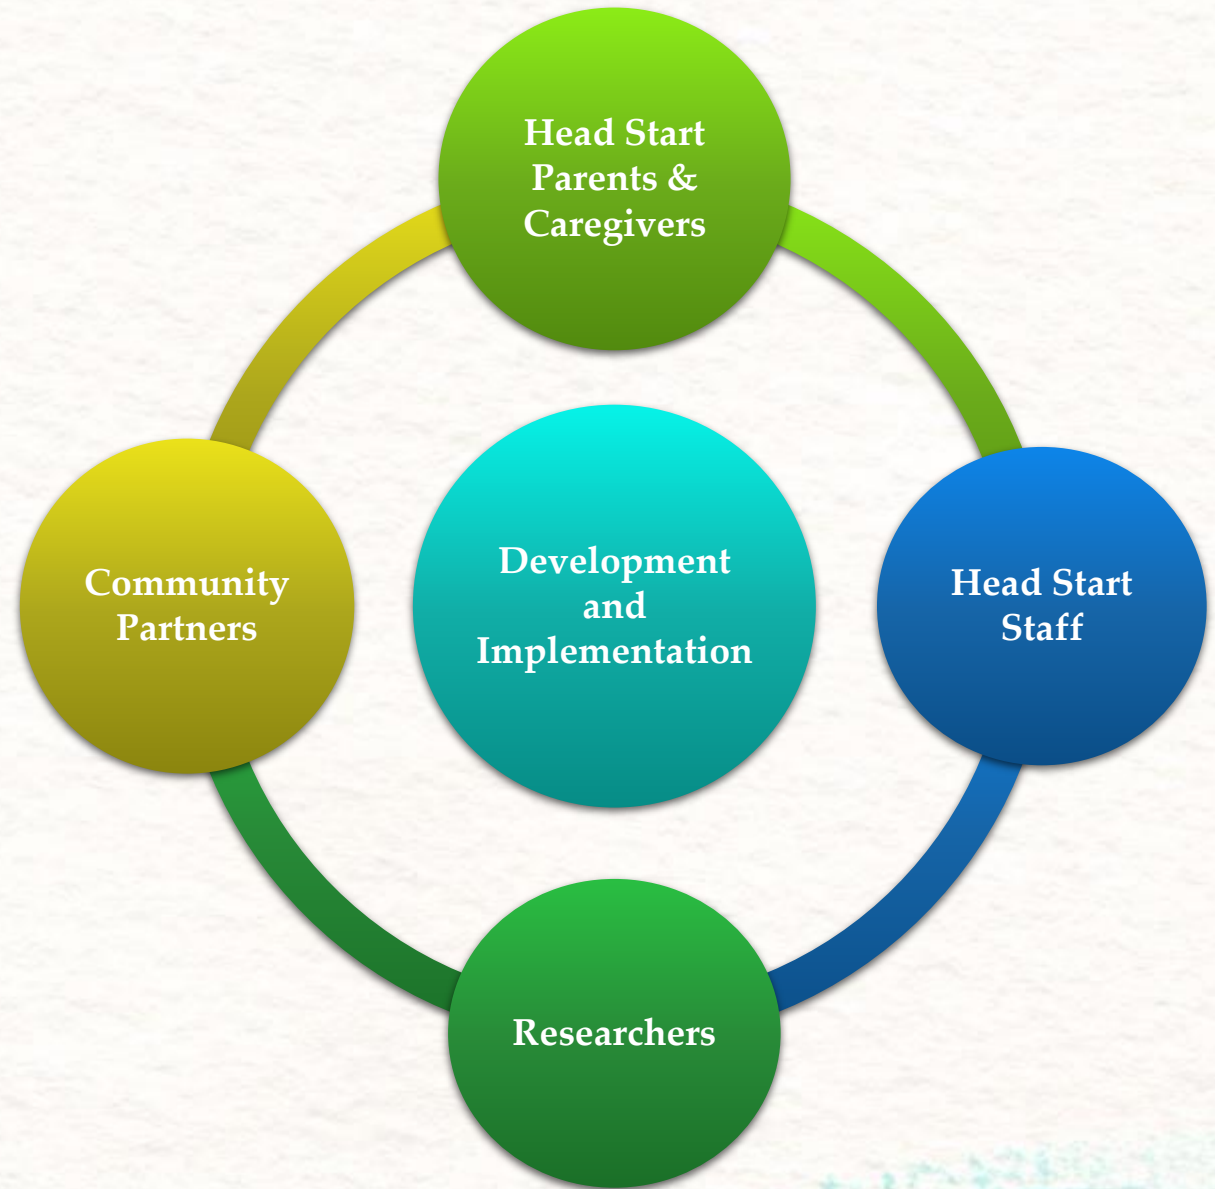 Head Start
Parents &
Caregivers
Community
Partners
Development
and
Implementation
Head Start
Staff
Researchers